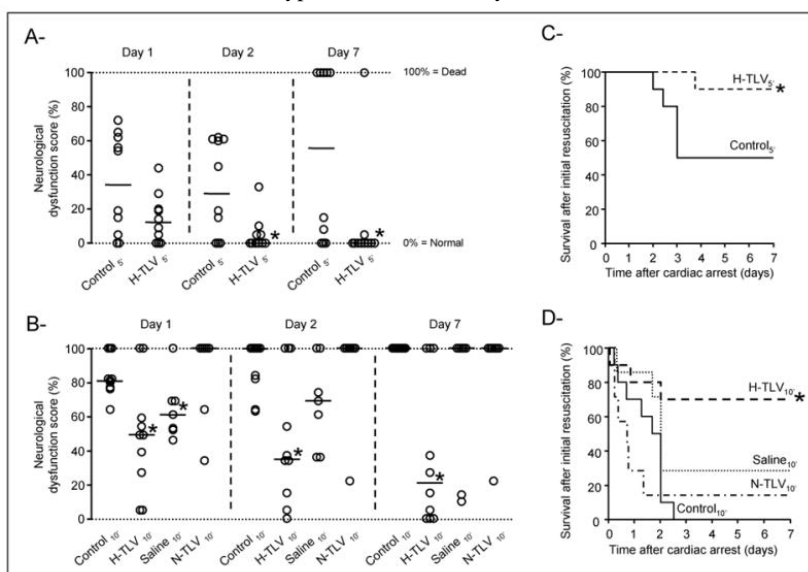 A-
Day 1
Day 2
Day 7
Neurological
dysfunction score (%)
100
80
60
40
20
0
100% = Dead
0% = Normal
*
*
Control 5'
H-TLV 5'
Control 5'
H-TLV 5'
Control 5'
H-TLV 5'
C-
Survival after initial resuscitation (%)
100
80
60
40
20
0
H-TLV5'
*
Control5'
0 1 2 3 4 5 6 7
Time after cardiac arrest (days)
B-
Day 1
Day 2
Day 7
Neurological
dysfunction score (%)
100
80
60
40
20
0
*
*
*
*
Control 10'
H-TLV 10'
Saline 10'
N-TLV 10'
Control 10'
H-TLV 10'
Saline 10'
N-TLV 10'
Control 10'
H-TLV 10'
Saline 10'
N-TLV 10'
D-
Survival after initial resuscitation (%)
100
80
60
40
20
0
H-TLV10'
*
Saline10'
N-TLV10'
Control10'
0 1 2 3 4 5 6 7
Time after cardiac arrest (days)